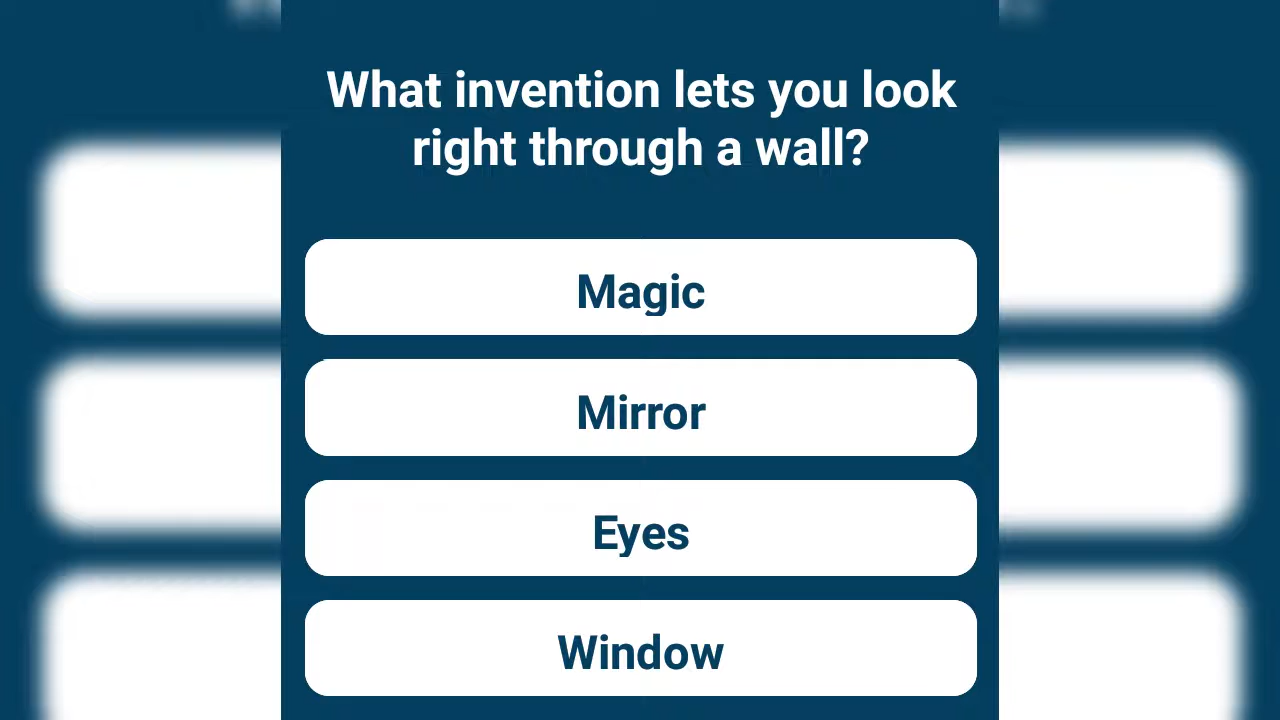 What invention lets you look
right through a wall?
Magic
Mirror
Eyes
Window